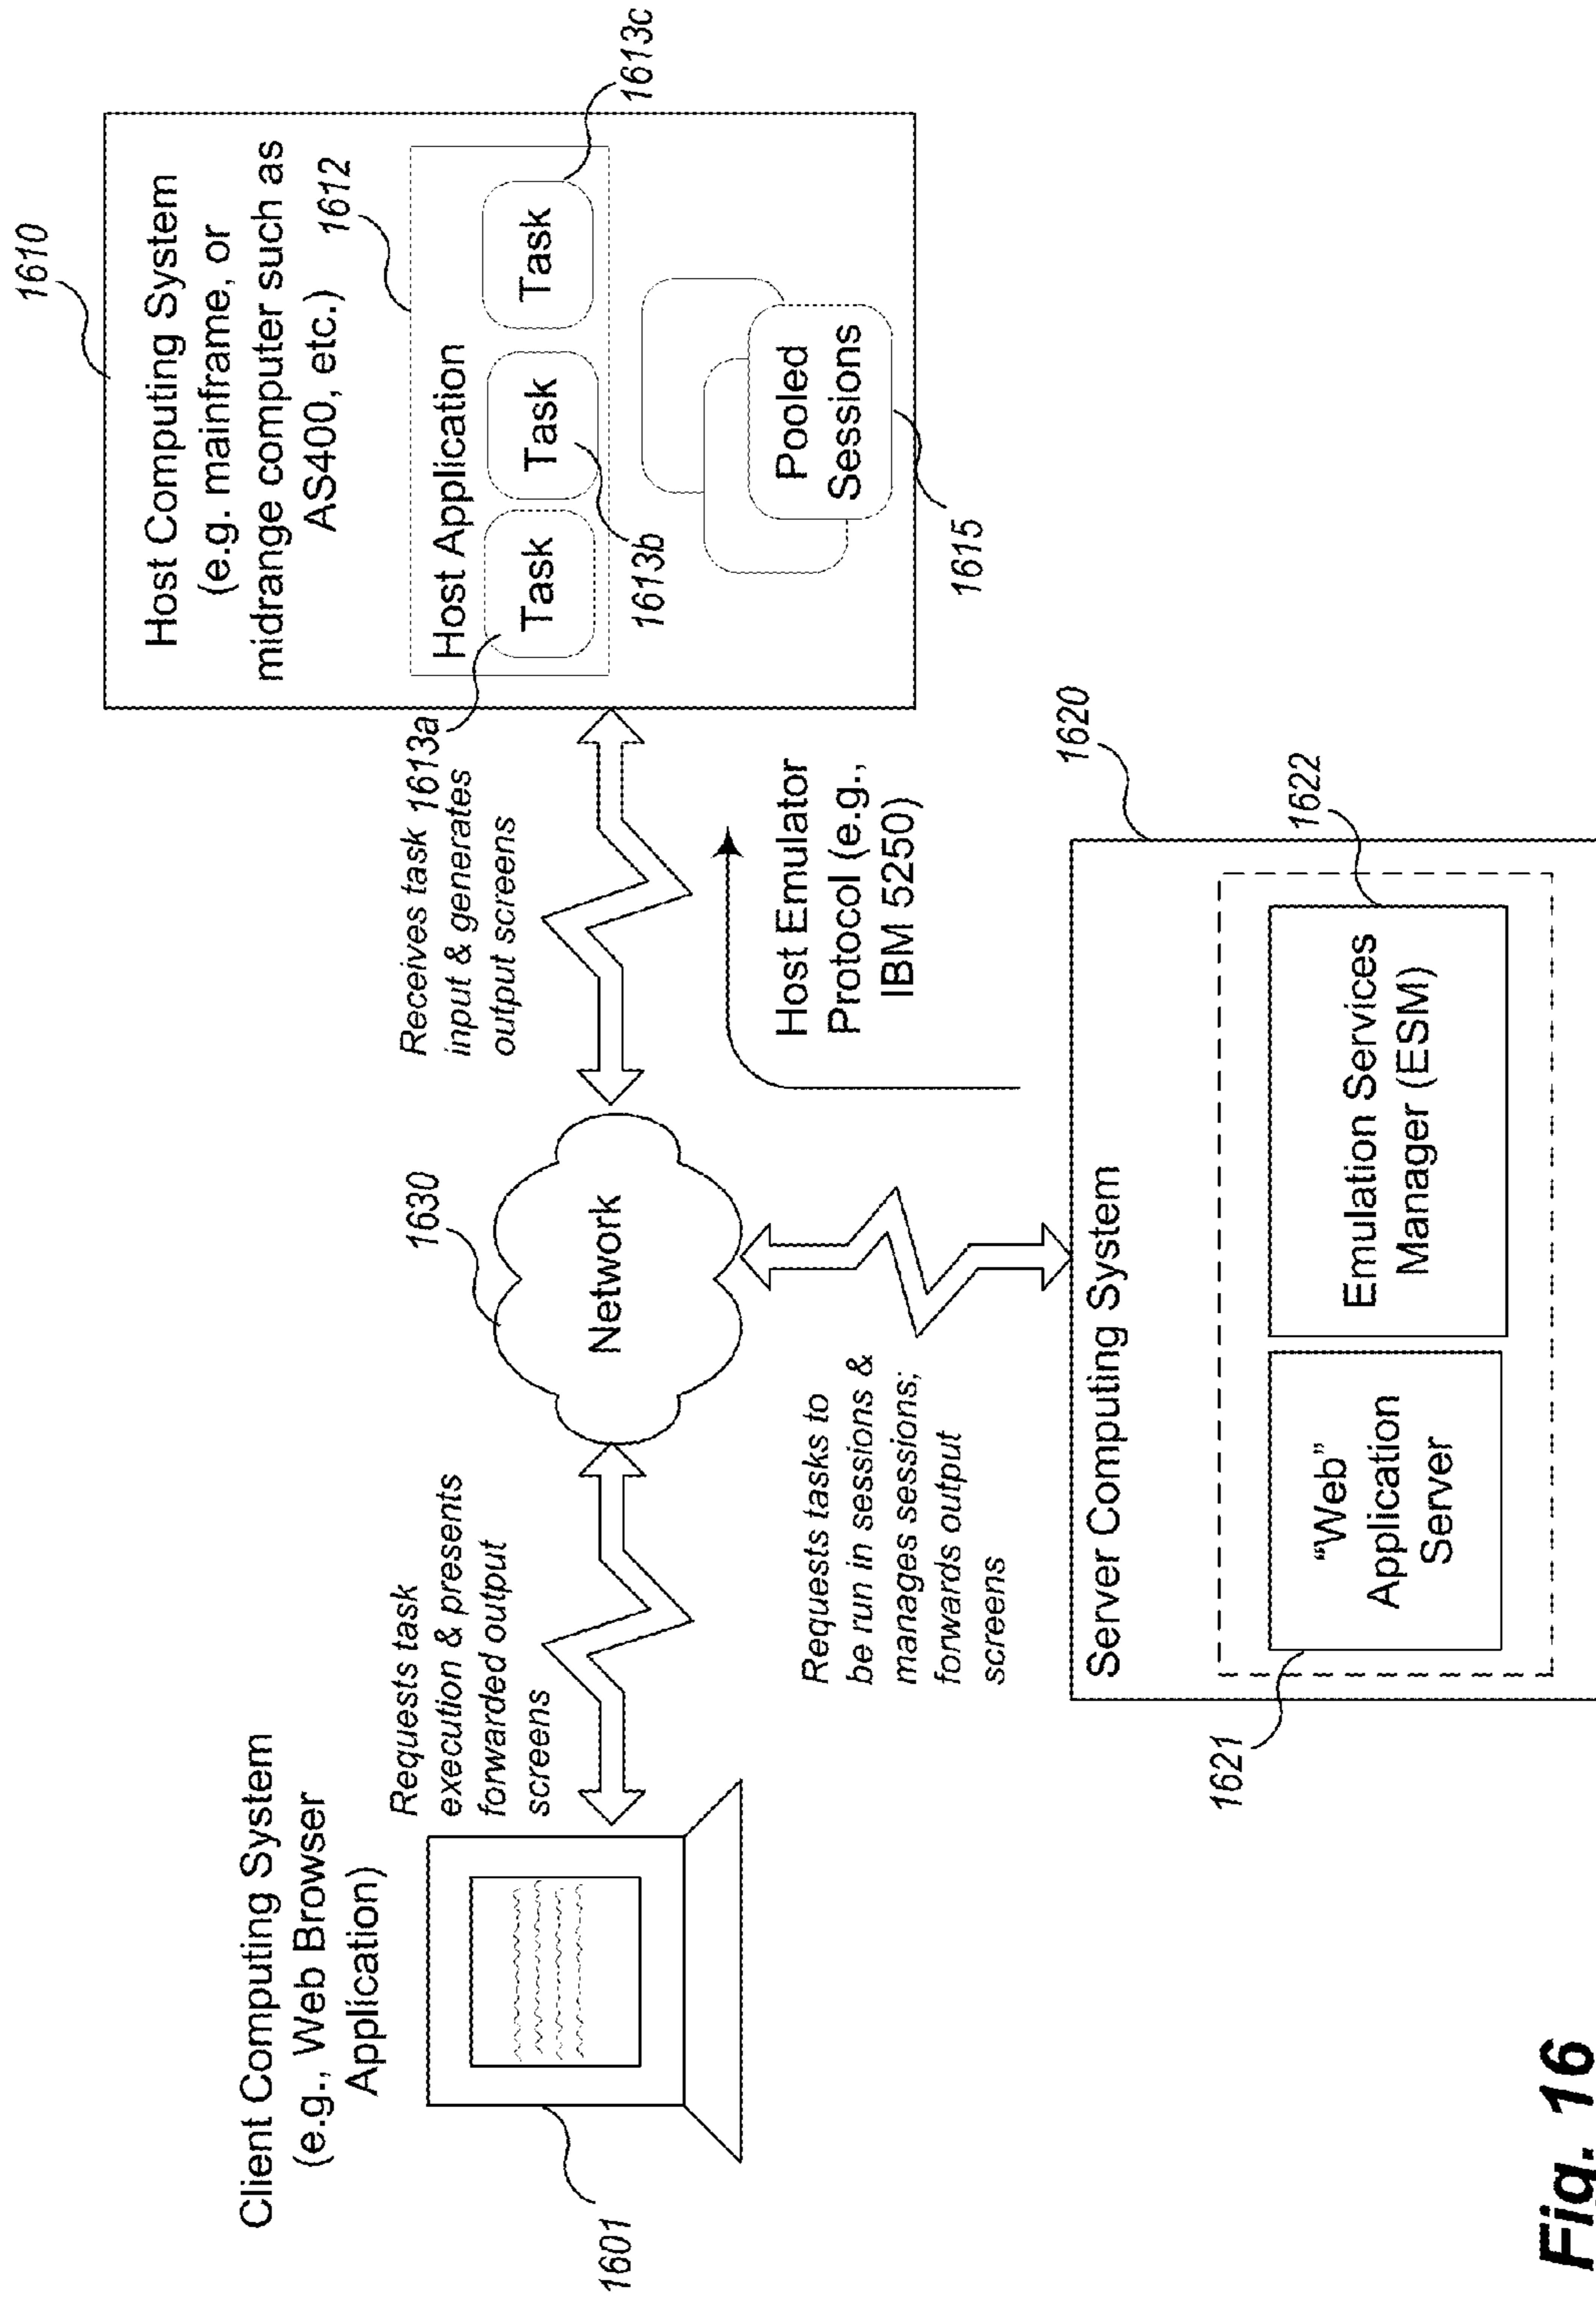 Client Computing System
(e.g., Web Browser
Application)
1601
Requests task
execution & presents
forwarded output
screens
1630
Network
Receives task
input & generates
output screens
1613a
1610
Host Computing System
(e.g. mainframe, or
midrange computer such as
AS400, etc.)
1612
Host Application
Task
Task
Task
1613b
1613c
Pooled
Sessions
1615
Host Emulator
Protocol (e.g.,
IBM 5250)
Requests tasks to
be run in sessions &
manages sessions;
forwards output
screens
1620
Server Computing System
1621
"Web"
Application
Server
1622
Emulation Services
Manager (ESM)
Fig. 16